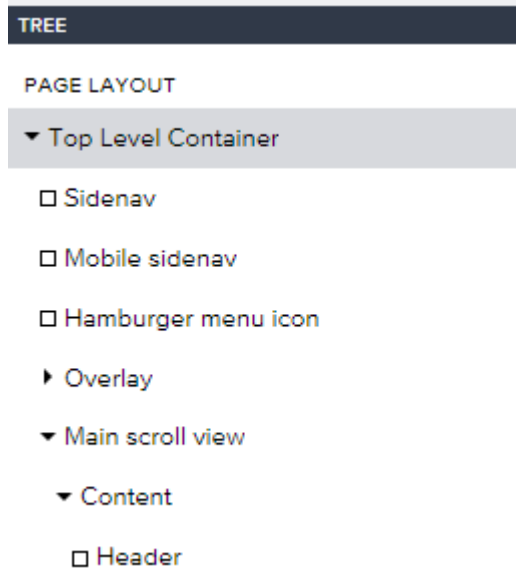 TREE
PAGE LAYOUT
Top Level Container
Sidenav
Mobile sidenav
Hamburger menu icon
Overlay
Main scroll view
Content
Header